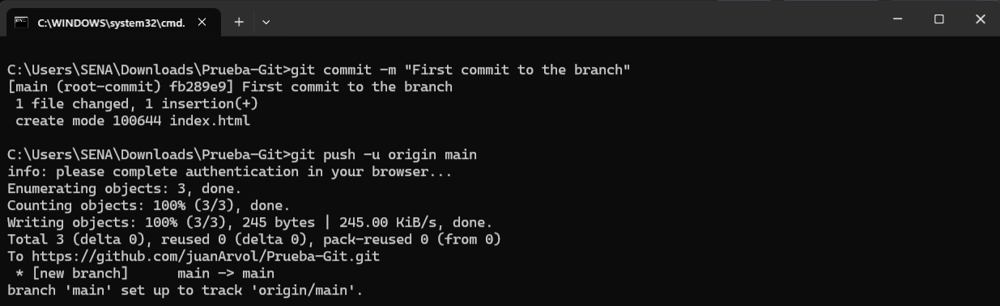 C:\WINDOWS\system32\cmd.
C:\Users\SENA\Downloads\Prueba-Git>git commit -m "First commit to the branch"
[main (root-commit) fb289e9] First commit to the branch
 1 file changed, 1 insertion(+)
 create mode 100644 index.html
C:\Users\SENA\Downloads\Prueba-Git>git push -u origin main
info: please complete authentication in your browser...
Enumerating objects: 3, done.
Counting objects: 100% (3/3), done.
Writing objects: 100% (3/3), 245 bytes | 245.00 KiB/s, done.
Total 3 (delta 0), reused 0 (delta 0), pack-reused 0 (from 0)
To https://github.com/juanArvol/Prueba-Git.git
 * [new branch]      main -> main
branch 'main' set up to track 'origin/main'.